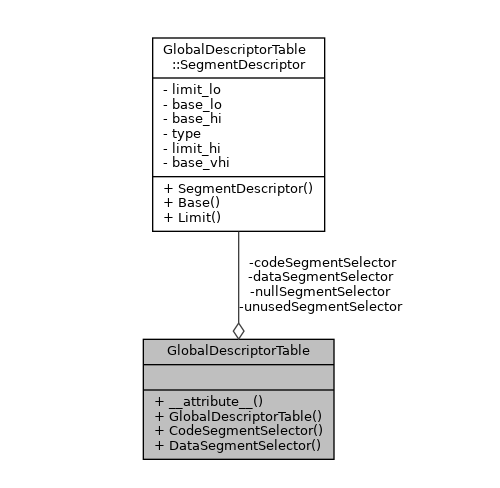 GlobalDescriptorTable
::SegmentDescriptor
- limit_lo
- base_lo
- base_hi
- type
- limit_hi
- base_vhi
+ SegmentDescriptor()
+ Base()
+ Limit()
-codeSegmentSelector
-dataSegmentSelector
-nullSegmentSelector
-unusedSegmentSelector
GlobalDescriptorTable
+ __attribute__()
+ GlobalDescriptorTable()
+ CodeSegmentSelector()
+ DataSegmentSelector()